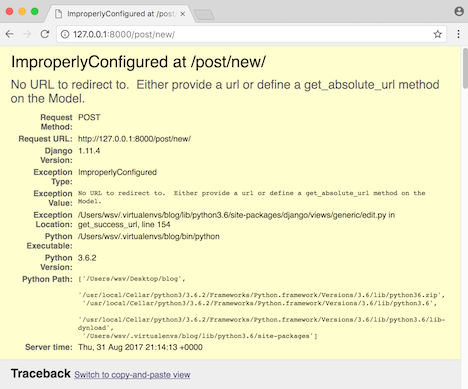 ImproperlyConfigured at /post/
127.0.0.1:8000/post/new/
ImproperlyConfigured at /post/new/
No URL to redirect to.  Either provide a url or define a get_absolute_url method
on the Model.
Request
Method:
POST
Request URL: http://127.0.0.1:8000/post/new/
Django
Version:
1.11.4
Exception
Type:
ImproperlyConfigured
Exception
Value:
No URL to redirect to.  Either provide a url or define a get_absolute_url method on the
Model.
Exception
Location:
/Users/wsv/.virtualenvs/blog/lib/python3.6/site-packages/django/views/generic/edit.py in
get_success_url, line 154
Python
Executable:
/Users/wsv/.virtualenvs/blog/bin/python
Python
Version:
3.6.2
Python Path: ['/Users/wsv/Desktop/blog',
'/usr/local/Cellar/python3/3.6.2/Frameworks/Python.framework/Versions/3.6/lib/python36.zip',
'/usr/local/Cellar/python3/3.6.2/Frameworks/Python.framework/Versions/3.6/lib/python3.6',
'/usr/local/Cellar/python3/3.6.2/Frameworks/Python.framework/Versions/3.6/lib/python3.6/lib-
dynload',
'/Users/wsv/.virtualenvs/blog/lib/python3.6/site-packages']
Server time: Thu, 31 Aug 2017 21:14:13 +0000
Traceback Switch to copy-and-paste view